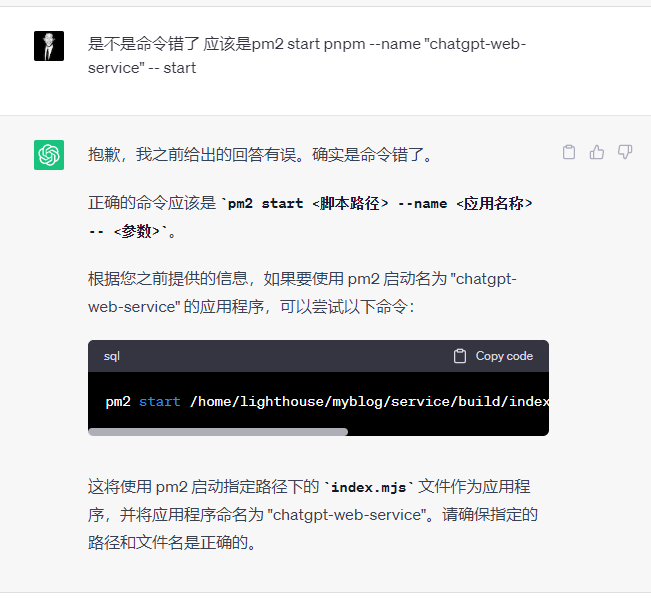 是不是命令错了 应该是pm2 start pnpm --name "chatgpt-web-
service" -- start
抱歉，我之前给出的回答有误。确实是命令错了。
正确的命令应该是 `pm2 start <脚本路径> --name <应用名称>
-- <参数>`。
根据您之前提供的信息，如果要使用 pm2 启动名为 "chatgpt-
web-service" 的应用程序，可以尝试以下命令：
sql
Copy code
pm2 start /home/lighthouse/myblog/service/build/index
这将使用 pm2 启动指定路径下的 `index.mjs` 文件作为应用程
序，并将应用程序命名为 "chatgpt-web-service"。请确保指定的
路径和文件名是正确的。